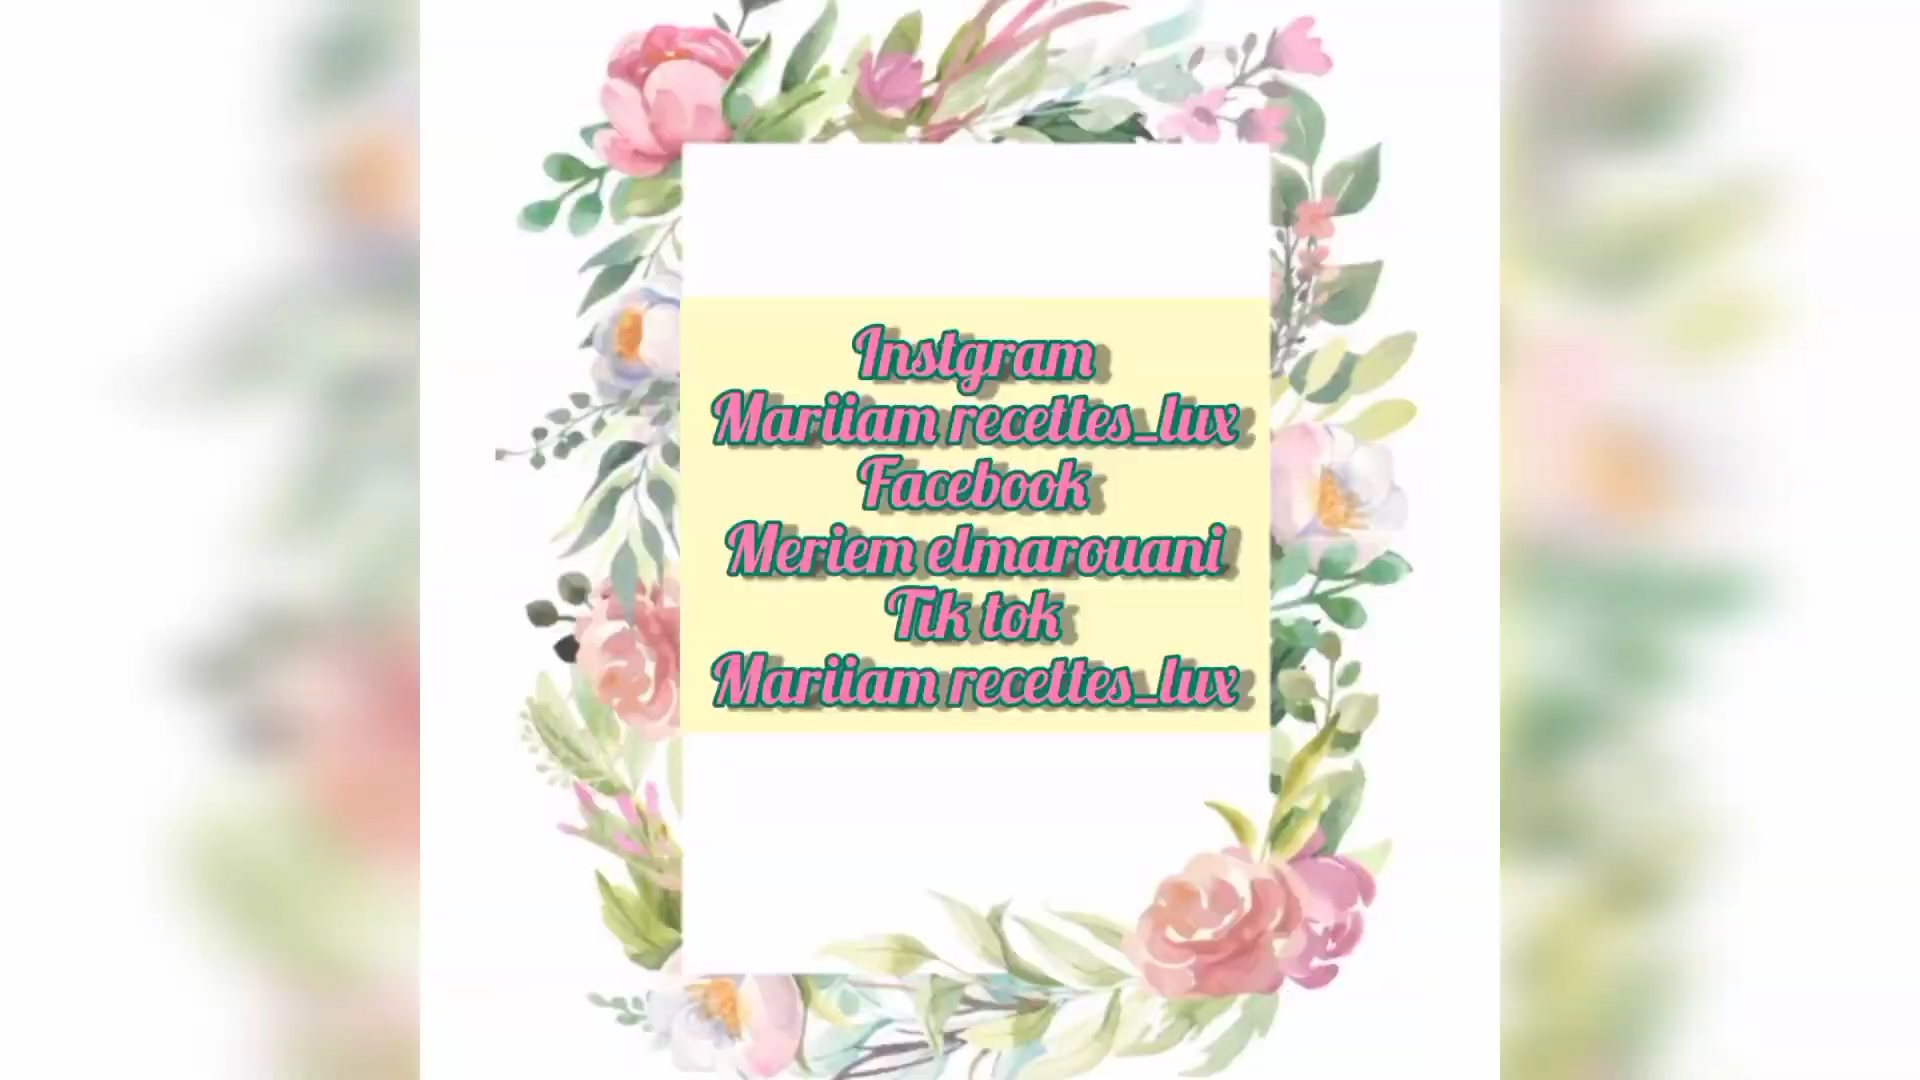 Instgram
Mariiam recettes_lux
Facebook
Meriem elmarouani
Tik tok
Mariiam recettes_lux